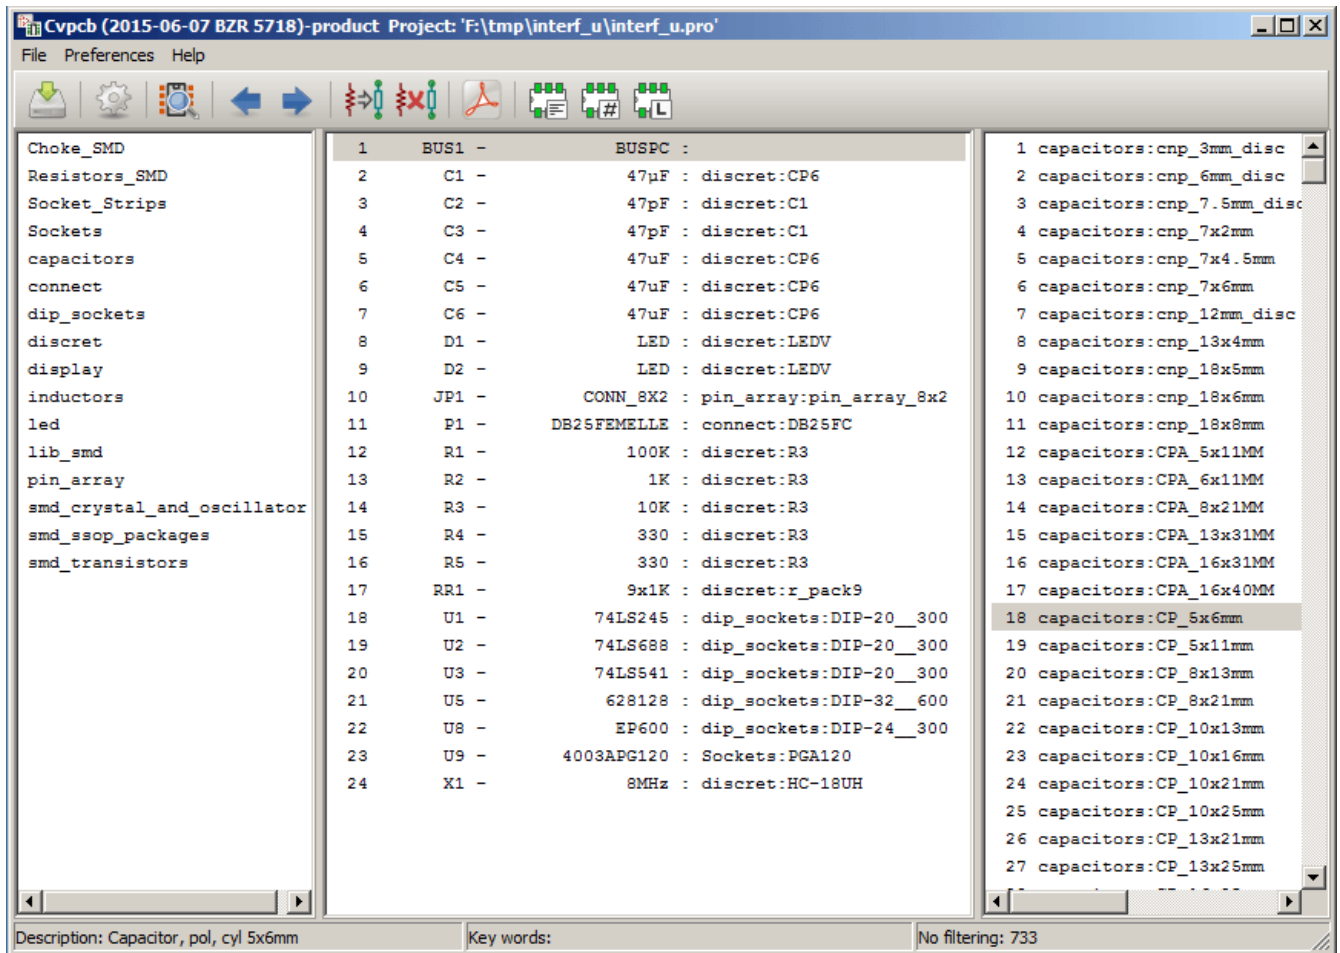 Cvpcb (2015-06-07 BZR 5718)-product Project: 'F:\tmp\interf_u\interf_u.pro'
File Preferences Help
Choke_SMD
Resistors_SMD
Socket_Strips
Sockets
capacitors
connect
dip_sockets
discret
display
inductors
led
lib_smd
pin_array
smd_crystal_and_oscillator
smd_ssop_packages
smd_transistors
1 BUS1 - BUSPC :
2 C1 - 47µF : discret:CP6
3 C2 - 47pF : discret:C1
4 C3 - 47pF : discret:C1
5 C4 - 47uF : discret:CP6
6 C5 - 47uF : discret:CP6
7 C6 - 47uF : discret:CP6
8 D1 - LED : discret:LEDV
9 D2 - LED : discret:LEDV
10 JP1 - CONN_8X2 : pin_array:pin_array_8x2
11 P1 - DB25FEMELLE : connect:DB25FC
12 R1 - 100K : discret:R3
13 R2 - 1K : discret:R3
14 R3 - 10K : discret:R3
15 R4 - 330 : discret:R3
16 R5 - 330 : discret:R3
17 RR1 - 9x1K : discret:r_pack9
18 U1 - 74LS245 : dip_sockets:DIP-20__300
19 U2 - 74LS688 : dip_sockets:DIP-20__300
20 U3 - 74LS541 : dip_sockets:DIP-20__300
21 U5 - 628128 : dip_sockets:DIP-32__600
22 U8 - EP600 : dip_sockets:DIP-24__300
23 U9 - 4003APG120 : Sockets:PGA120
24 X1 - 8MHz : discret:HC-18UH
1 capacitors:cnp_3mm_disc
2 capacitors:cnp_6mm_disc
3 capacitors:cnp_7.5mm_disc
4 capacitors:cnp_7x2mm
5 capacitors:cnp_7x4.5mm
6 capacitors:cnp_7x6mm
7 capacitors:cnp_12mm_disc
8 capacitors:cnp_13x4mm
9 capacitors:cnp_18x5mm
10 capacitors:cnp_18x6mm
11 capacitors:cnp_18x8mm
12 capacitors:CPA_5x11MM
13 capacitors:CPA_6x11MM
14 capacitors:CPA_8x21MM
15 capacitors:CPA_13x31MM
16 capacitors:CPA_16x31MM
17 capacitors:CPA_16x40MM
18 capacitors:CP_5x6mm
19 capacitors:CP_5x11mm
20 capacitors:CP_8x13mm
21 capacitors:CP_8x21mm
22 capacitors:CP_10x13mm
23 capacitors:CP_10x16mm
24 capacitors:CP_10x21mm
25 capacitors:CP_10x25mm
26 capacitors:CP_13x21mm
27 capacitors:CP_13x25mm
Description: Capacitor, pol, cyl 5x6mm
Key words:
No filtering: 733